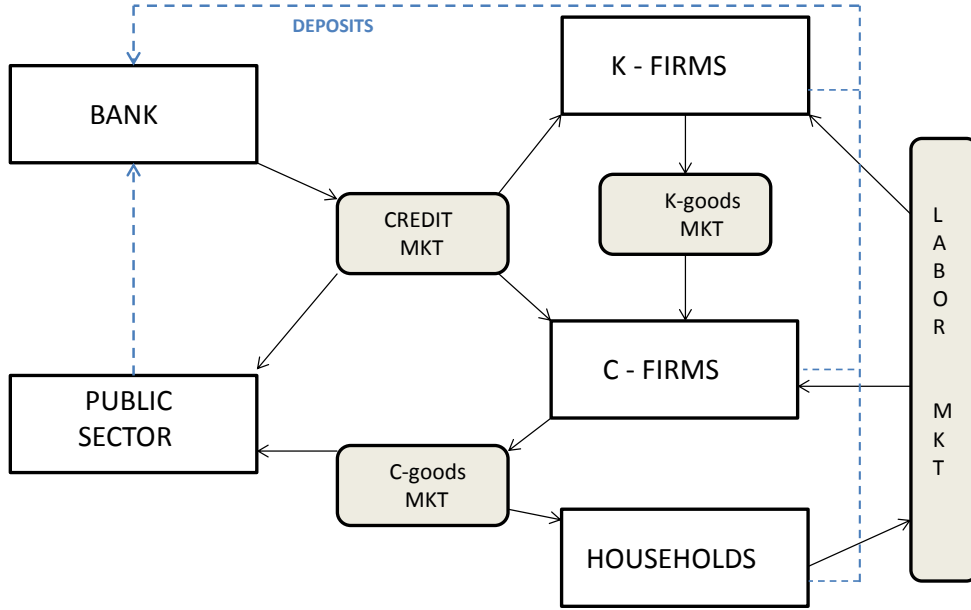 DEPOSITS
K - FIRMS
BANK
K-goods
MKT
CREDIT
MKT
L
A
B
O
R
M
K
T
C - FIRMS
PUBLIC
SECTOR
C-goods
MKT
HOUSEHOLDS